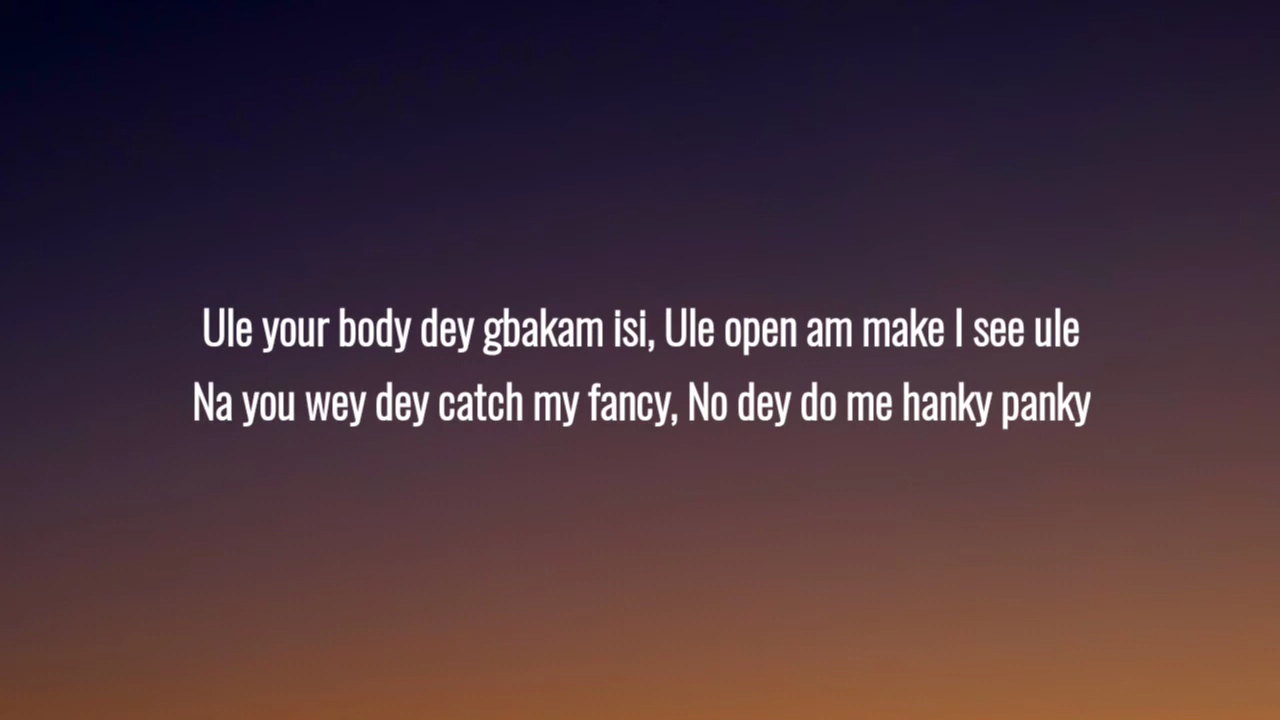 Ule your body dey gbakam isi, Ule open am make I see ule
Na you wey dey catch my fancy, No dey do me hanky panky